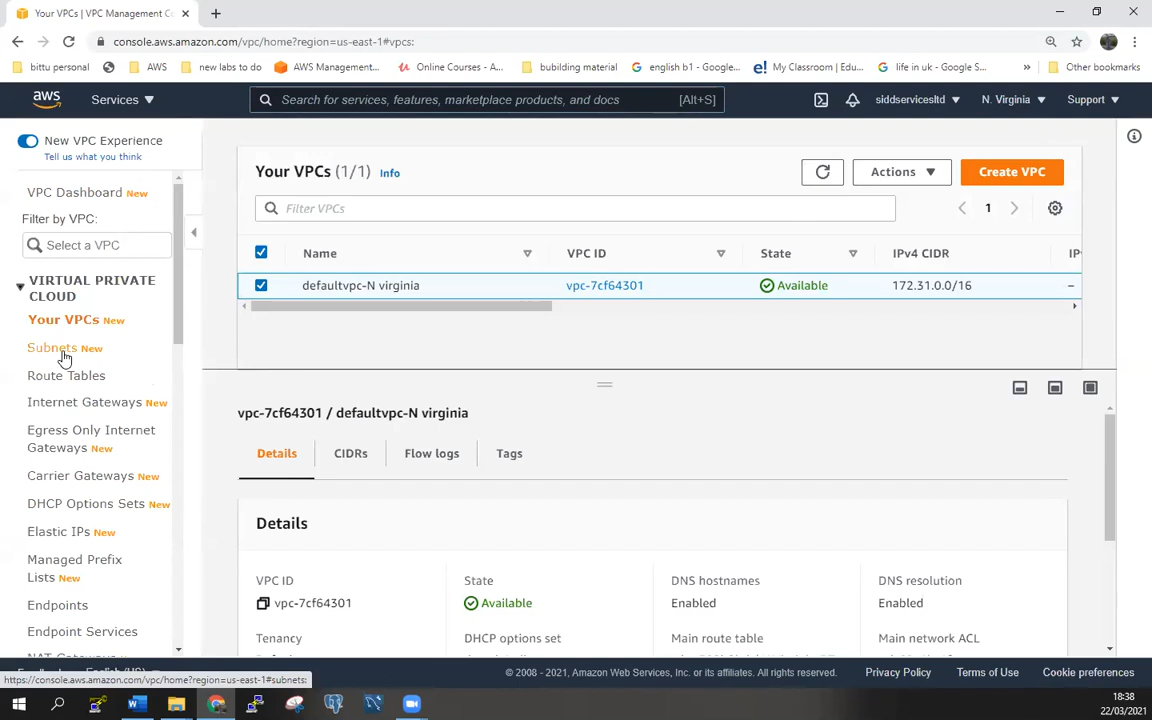 Your VPCs | VPC Management Co
console.aws.amazon.com/vpc/home?region=us-east-1#vpcs:
bittu personal
AWS
new labs to do
AWS Management...
Online Courses - A...
bubilding material
english b1 - Google...
My Classroom | Edu...
life in uk - Google S...
Other bookmarks
aws
Services
Search for services, features, marketplace products, and docs
[Alt+S]
siddservicesltd
N. Virginia
Support
New VPC Experience
Tell us what you think
VPC Dashboard New
Filter by VPC:
Select a VPC
VIRTUAL PRIVATE
CLOUD
Your VPCs New
Subnets New
Route Tables
Internet Gateways New
Egress Only Internet
Gateways New
Carrier Gateways New
DHCP Options Sets New
Elastic IPs New
Managed Prefix
Lists New
Endpoints
Endpoint Services
Your VPCs (1/1) Info
Actions
Create VPC
Filter VPCs
1
Name
VPC ID
State
IPv4 CIDR
defaultvpc-N virginia
vpc-7cf64301
Available
172.31.0.0/16
–
vpc-7cf64301 / defaultvpc-N virginia
Details
CIDRs
Flow logs
Tags
Details
VPC ID
State
DNS hostnames
DNS resolution
vpc-7cf64301
Available
Enabled
Enabled
Tenancy
DHCP options set
Main route table
Main network ACL
English (US)
© 2008 - 2021, Amazon Web Services, Inc. or its affiliates. All rights reserved.
Privacy Policy
Terms of Use
Cookie preferences
https://console.aws.amazon.com/vpc/home?region=us-east-1#subnets:
18:38
22/03/2021